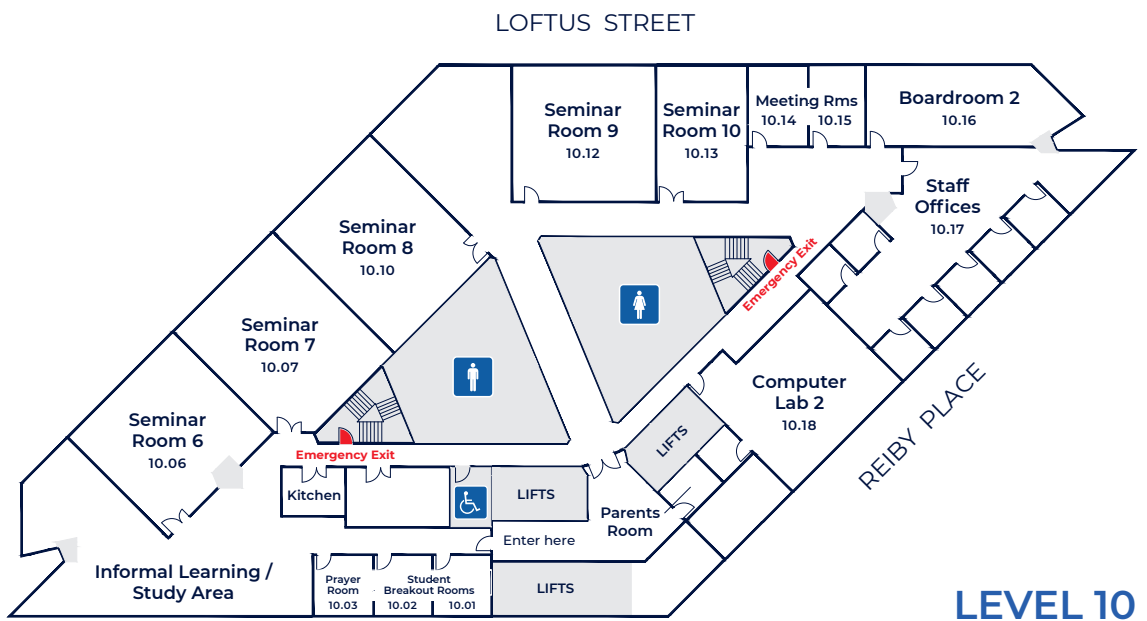 LOFTUS STREET
Seminar
Room 9
10.12
Seminar
Room 10
10.13
Meeting Rms
10.14 10.15
Boardroom 2
10.16
Staff
Offices
10.17
Seminar
Room 8
10.10
Emergency Exit
Seminar
Room 7
10.07
Computer
Lab 2
10.18
REIBY PLACE
Seminar
Room 6
10.06
LIFTS
Emergency Exit
Kitchen
LIFTS
Parents
Room
Enter here
Informal Learning /
Study Area
Prayer
Room
10.03
Student
Breakout Rooms
10.02 10.01
LIFTS
LEVEL 10